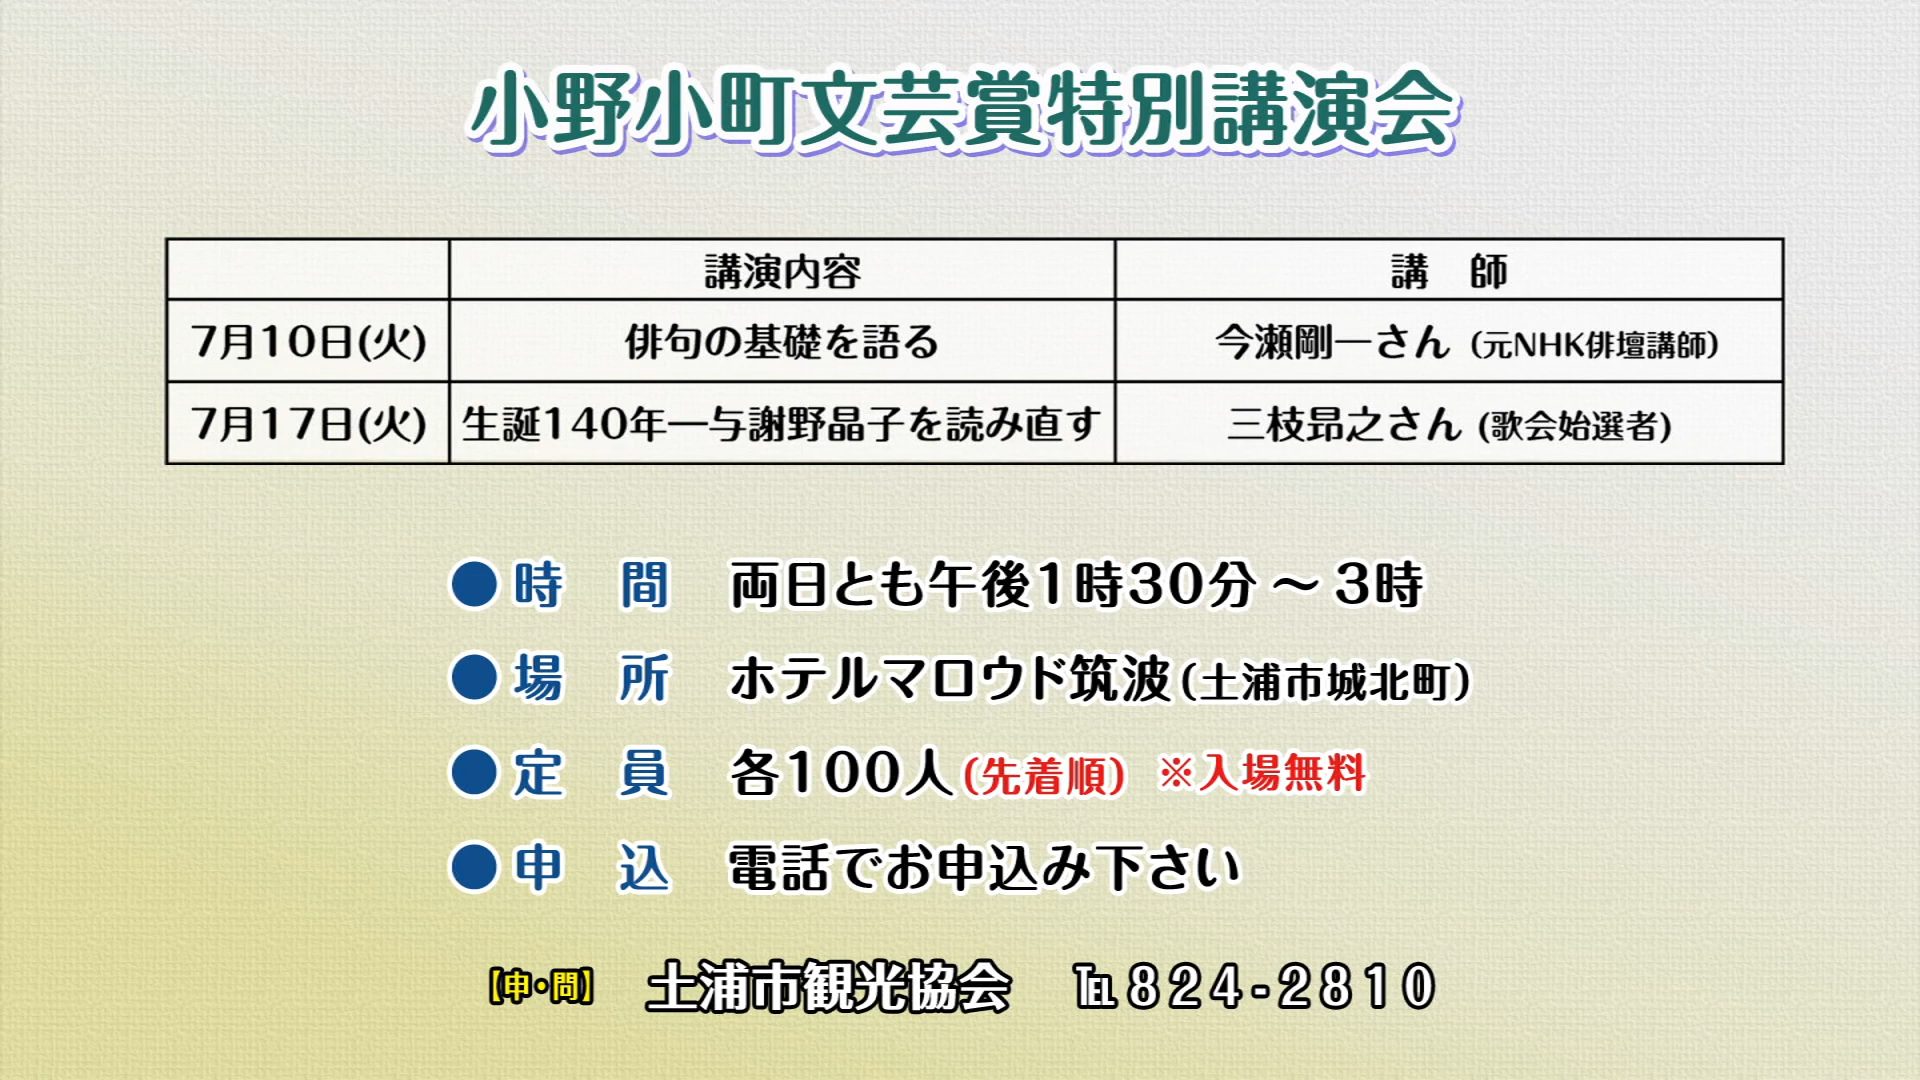 小野小町文芸賞特別講演会
講演内容 講　師
7月10日(火) 俳句の基礎を語る 今瀬剛一さん（元NHK俳壇講師）
7月17日(火) 生誕140年―与謝野晶子を読み直す 三枝昻之さん (歌会始選者)
●時　間　両日とも午後1時30分～3時
●場　所　ホテルマロウド筑波（土浦市城北町）
●定　員　各100人（先着順）　※入場無料
●申　込　電話でお申込み下さい
【申・問】　土浦市観光協会　℡824-2810